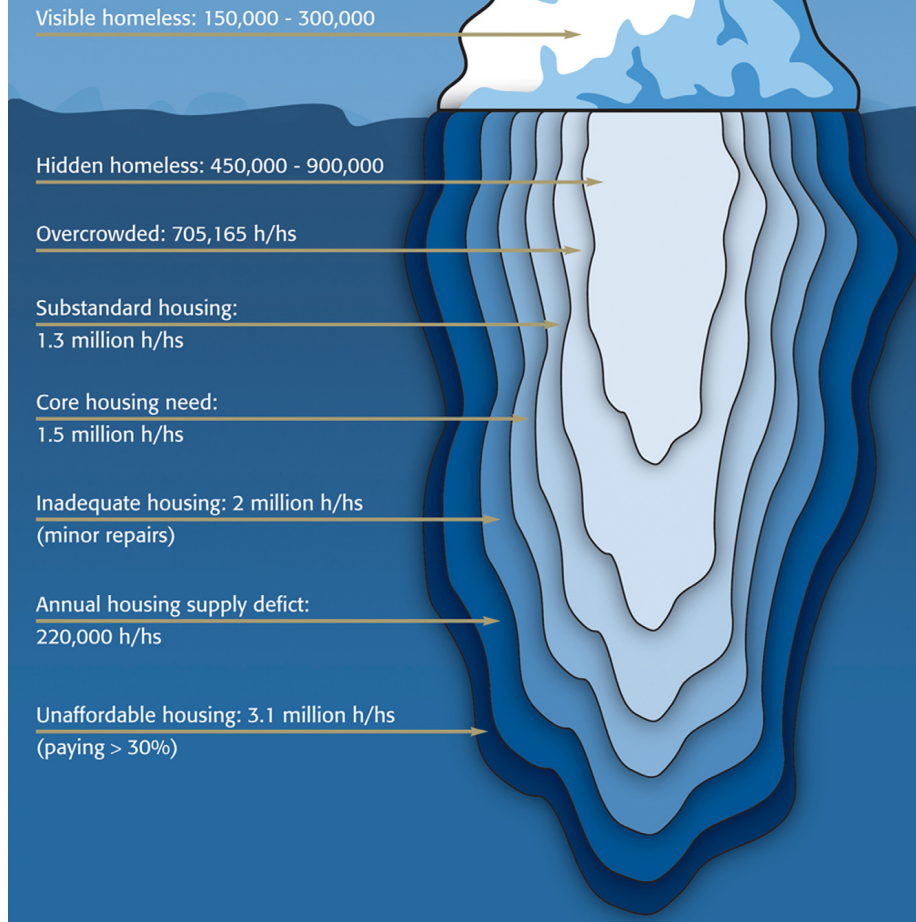 Visible homeless: 150,000 - 300,000
Hidden homeless: 450,000 - 900,000
Overcrowded: 705,165 h/hs
Substandard housing:
1.3 million h/hs
Core housing need:
1.5 million h/hs
Inadequate housing: 2 million h/hs
(minor repairs)
Annual housing supply defict:
220,000 h/hs
Unaffordable housing: 3.1 million h/hs
(paying > 30%)